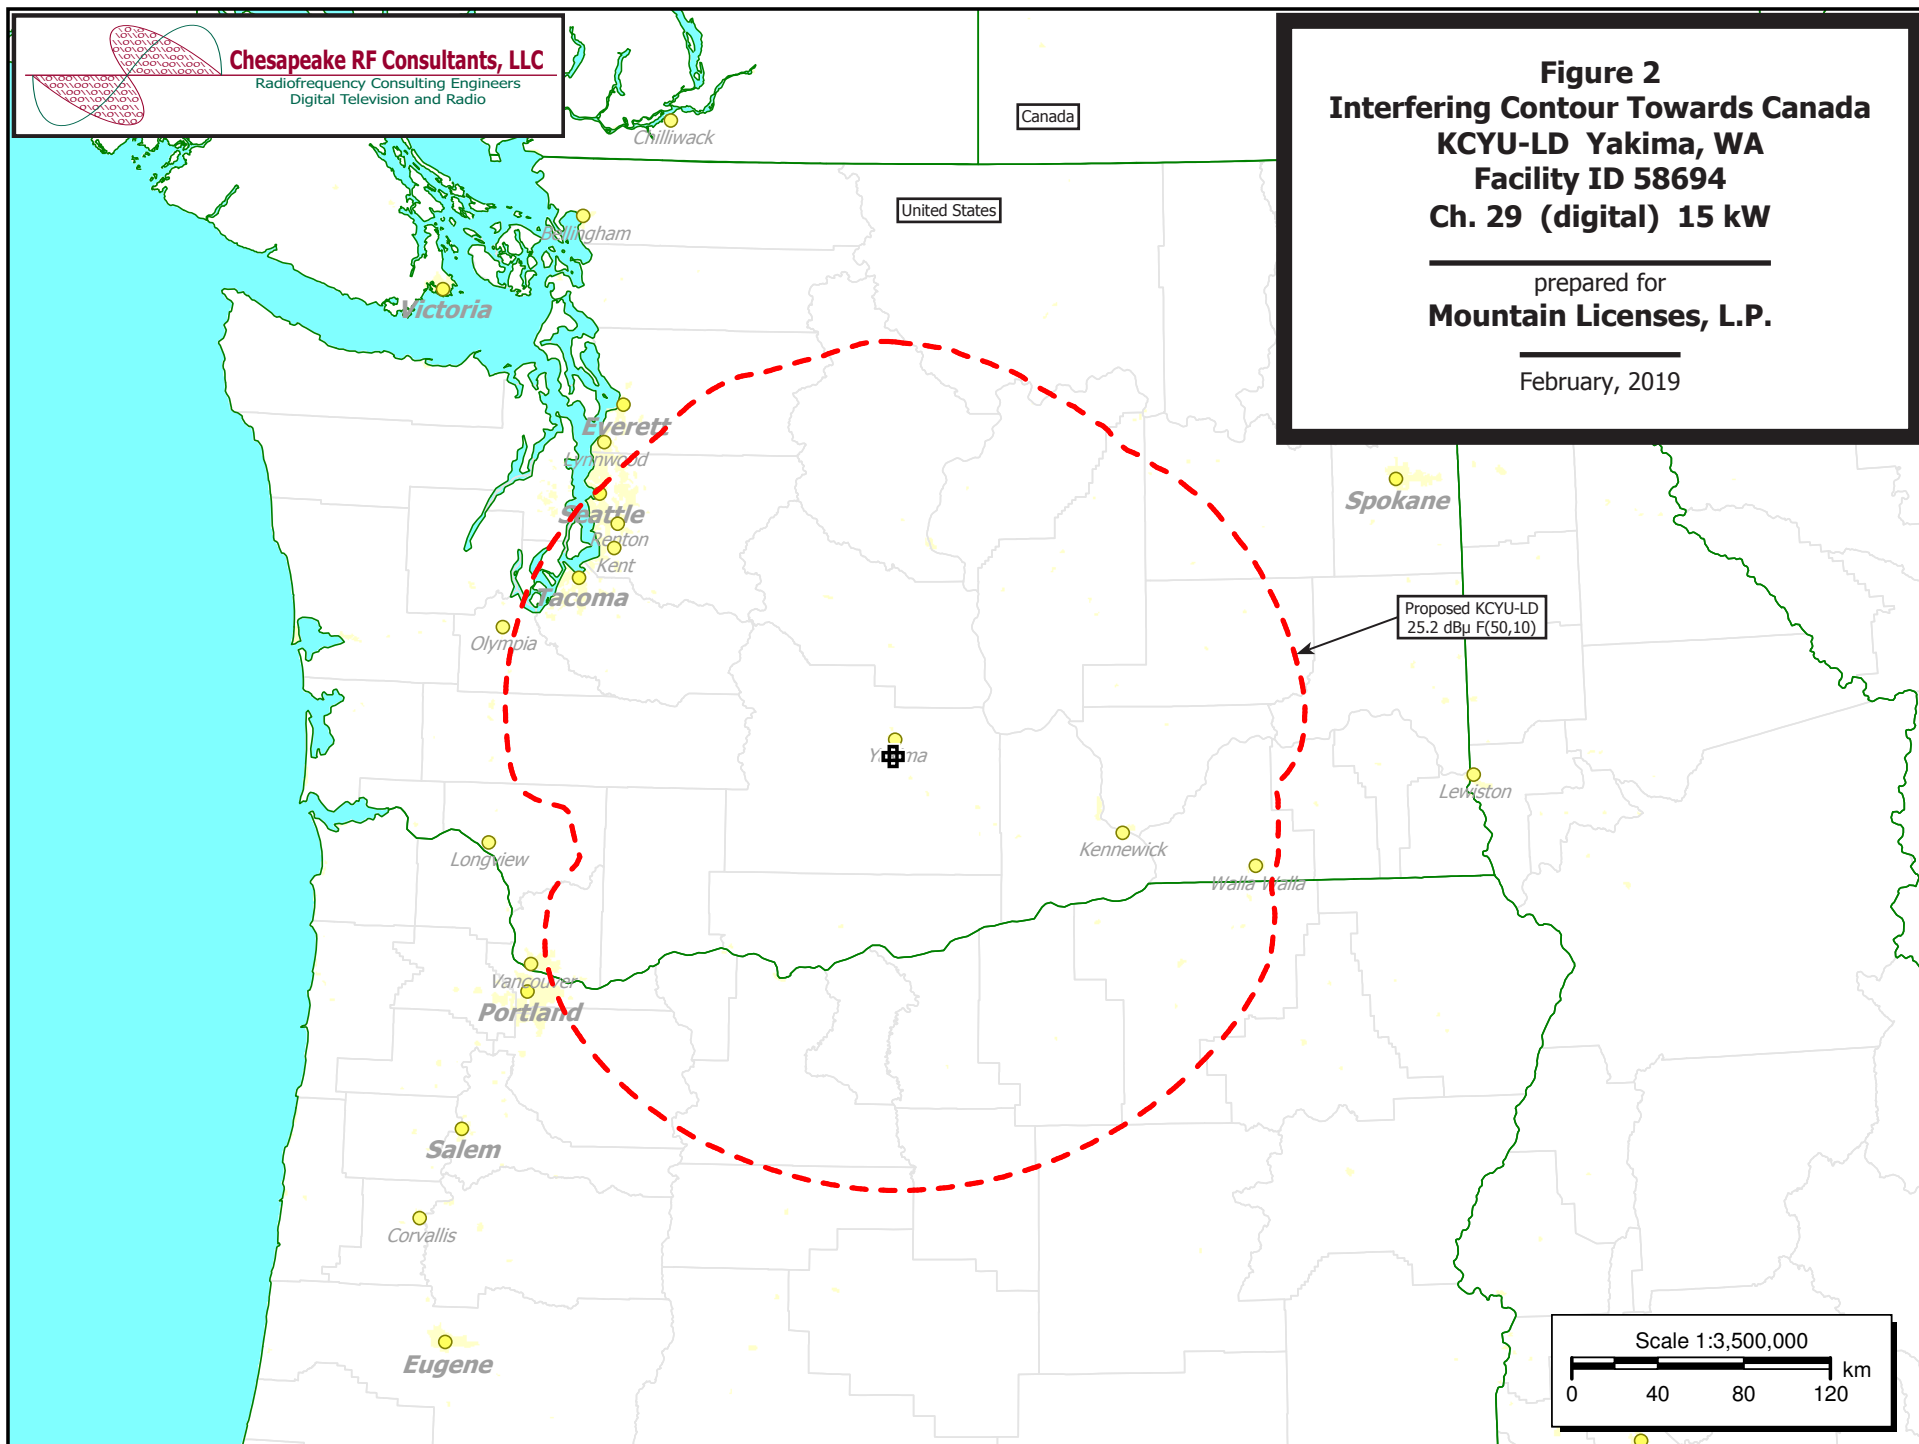 Chesapeake RF Consultants, LLC
Radiofrequency Consulting Engineers
Digital Television and Radio
Figure 2
Interfering Contour Towards Canada
KCYU-LD Yakima, WA
Facility ID 58694
Ch. 29 (digital) 15 kW
prepared for
Mountain Licenses, L.P.
February, 2019
Canada
Chilliwack
United States
Bellingham
Victoria
Everett
Lynnwood
Seattle
Renton
Kent
Tacoma
Olympia
Spokane
Proposed KCYU-LD
25.2 dBµ F(50,10)
Yakima
Lewiston
Longview
Kennewick
Walla Walla
Vancouver
Portland
Salem
Corvallis
Eugene
Scale 1:3,500,000
km
0 40 80 120